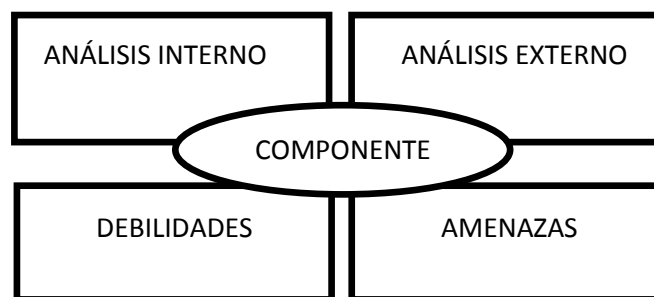 ANÁLISIS INTERNO
ANÁLISIS EXTERNO
COMPONENTE
DEBILIDADES
AMENAZAS